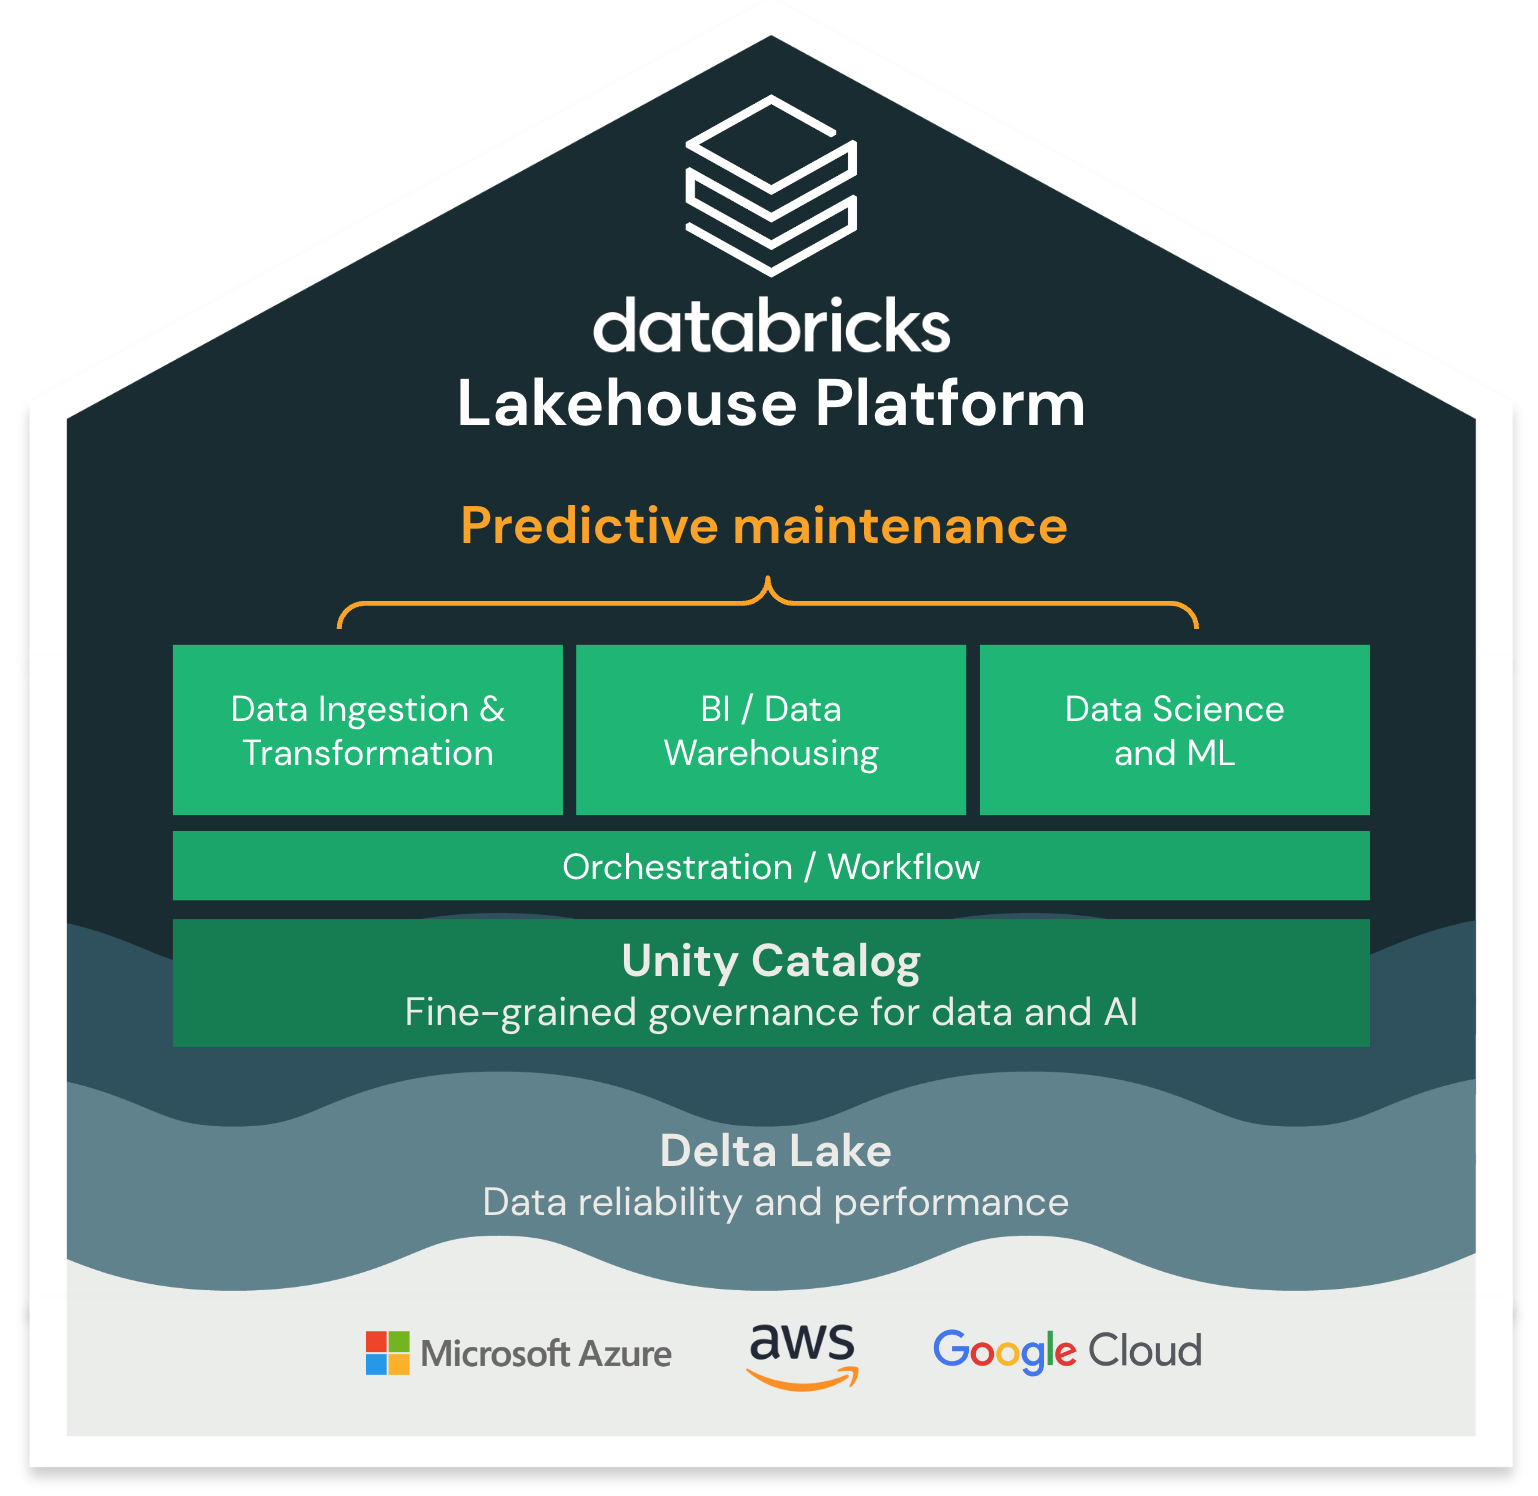 databricks
Lakehouse Platform
Predictive maintenance
Data Ingestion &
Transformation
BI / Data
Warehousing
Data Science
and ML
Orchestration / Workflow
Unity Catalog
Fine-grained governance for data and AI
Delta Lake
Data reliability and performance
Microsoft Azure
aws
Google Cloud